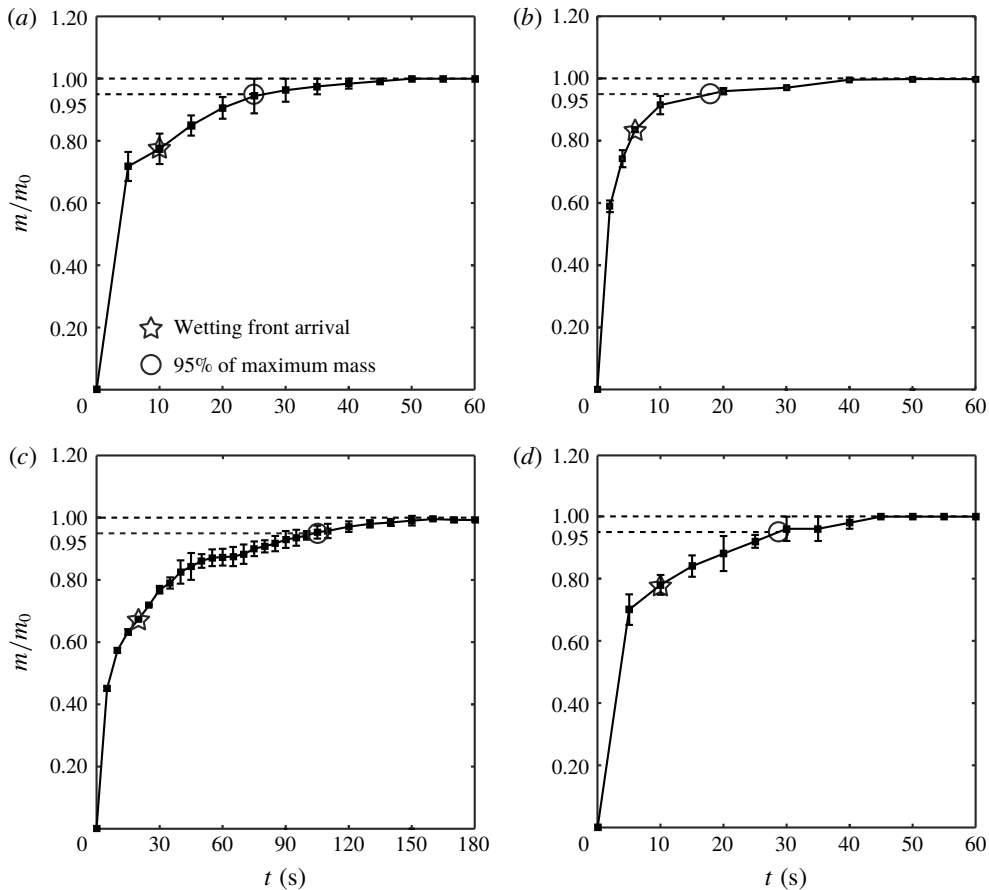 (a) 1.20 1.00 0.95 0.80 0.60 0.40 0.20 0
m/m0
Wetting front arrival
95% of maximum mass
10 20 30 40 50 60
(b) 1.20 1.00 0.95 0.80 0.60 0.40 0.20 0
10 20 30 40 50 60
(c) 1.20 1.00 0.95 0.80 0.60 0.40 0.20 0
m/m0
30 60 90 120 150 180
t (s)
(d) 1.20 1.00 0.95 0.80 0.60 0.40 0.20 0
10 20 30 40 50 60
t (s)